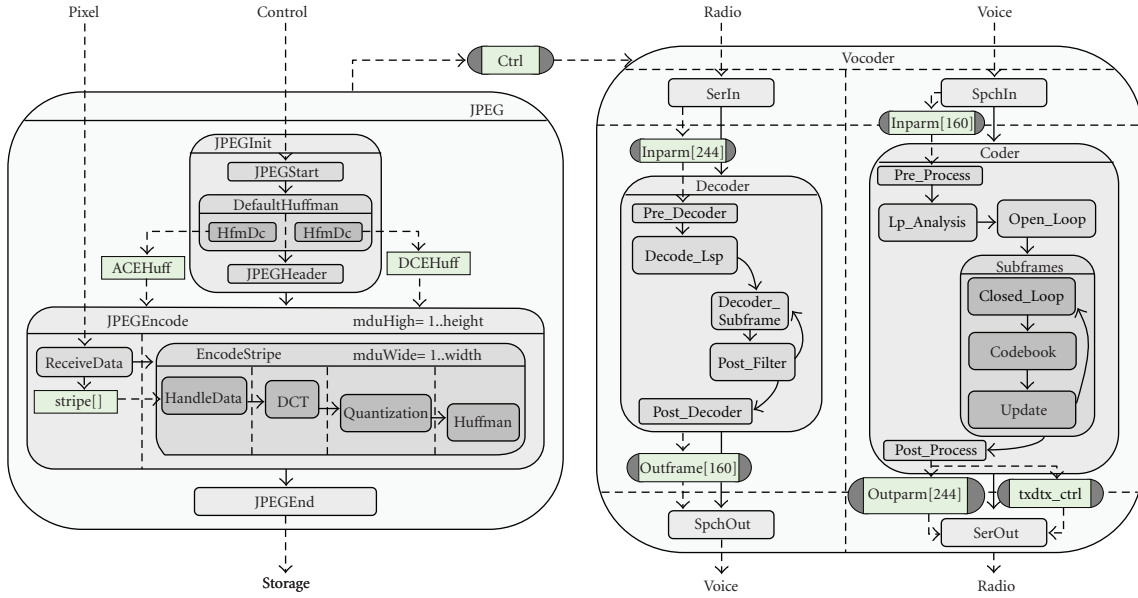 Pixel
Control
Ctrl
JPEG
JPEGInit
JPEGStart
DefaultHuffman
HfmDc
HfmDc
ACEHuff
DCEHuff
JPEGHeader
JPEGEncode
mduHigh= 1..height
ReceiveData
EncodeStripe
mduWide= 1..width
stripe[]
HandleData
DCT
Quantization
Huffman
JPEGEnd
Storage
Radio
Voice
Vocoder
SerIn
SpchIn
Inparm[244]
Inparm[160]
Decoder
Pre_Decoder
Decode_Lsp
Decoder_
Subframe
Post_Filter
Post_Decoder
Outframe[160]
SpchOut
Voice
Coder
Pre_Process
Lp_Analysis
Open_Loop
Subframes
Closed_Loop
Codebook
Update
Post_Process
Outparm[244]
txdtx_ctrl
SerOut
Radio